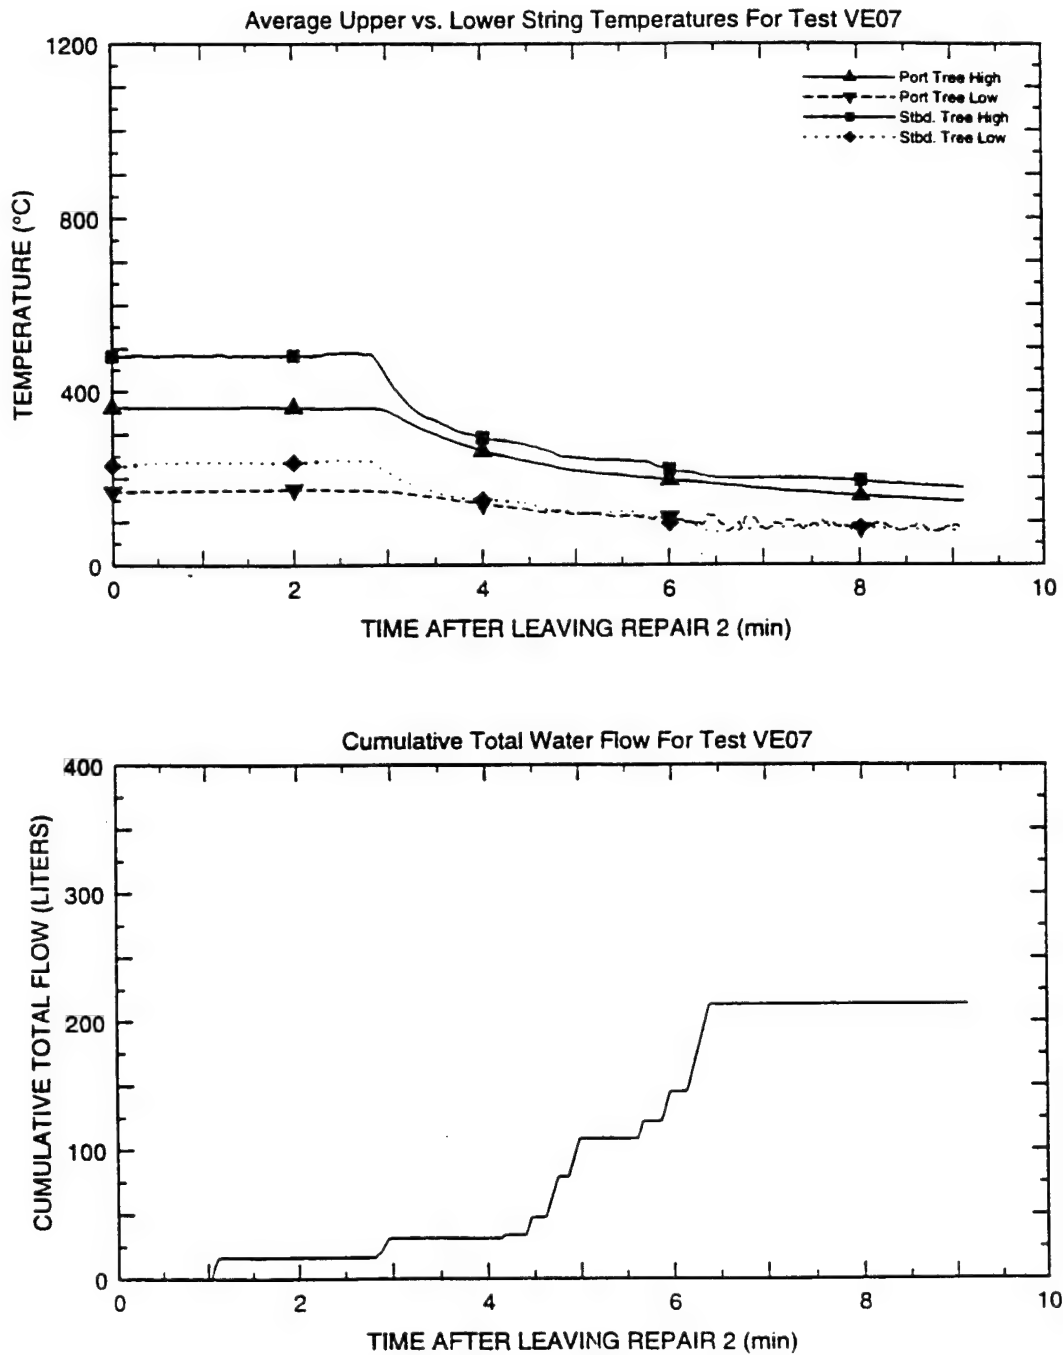 Average Upper vs. Lower String Temperatures For Test VE07
1200
800
400
0
TEMPERATURE (°C)
Port Tree High
Port Tree Low
Stbd. Tree High
Stbd. Tree Low
0 2 4 6 8 10
TIME AFTER LEAVING REPAIR 2 (min)
Cumulative Total Water Flow For Test VE07
400
300
200
100
0
CUMULATIVE TOTAL FLOW (LITERS)
0 2 4 6 8 10
TIME AFTER LEAVING REPAIR 2 (min)